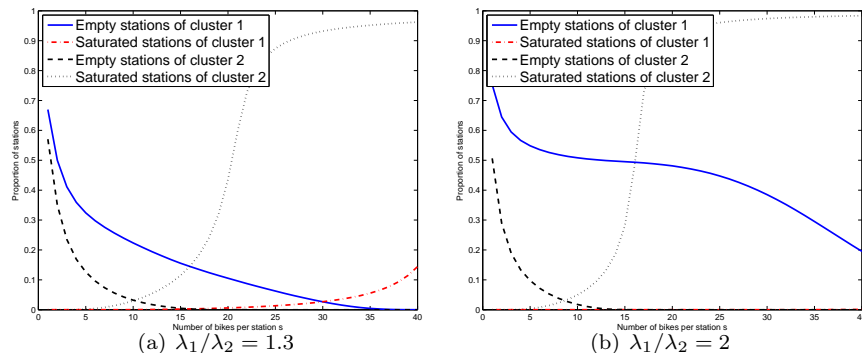 Empty stations of cluster 1
Saturated stations of cluster 1
Empty stations of cluster 2
Saturated stations of cluster 2
Proportion of stations
1
0.9
0.8
0.7
0.6
0.5
0.4
0.3
0.2
0.1
0
0 5 10 15 20 25 30 35 40
Number of bikes per station s
(a) λ₁/λ₂ = 1.3
Empty stations of cluster 1
Saturated stations of cluster 1
Empty stations of cluster 2
Saturated stations of cluster 2
Proportion of stations
1
0.9
0.8
0.7
0.6
0.5
0.4
0.3
0.2
0.1
0
0 5 10 15 20 25 30 35 40
Number of bikes per station s
(b) λ₁/λ₂ = 2